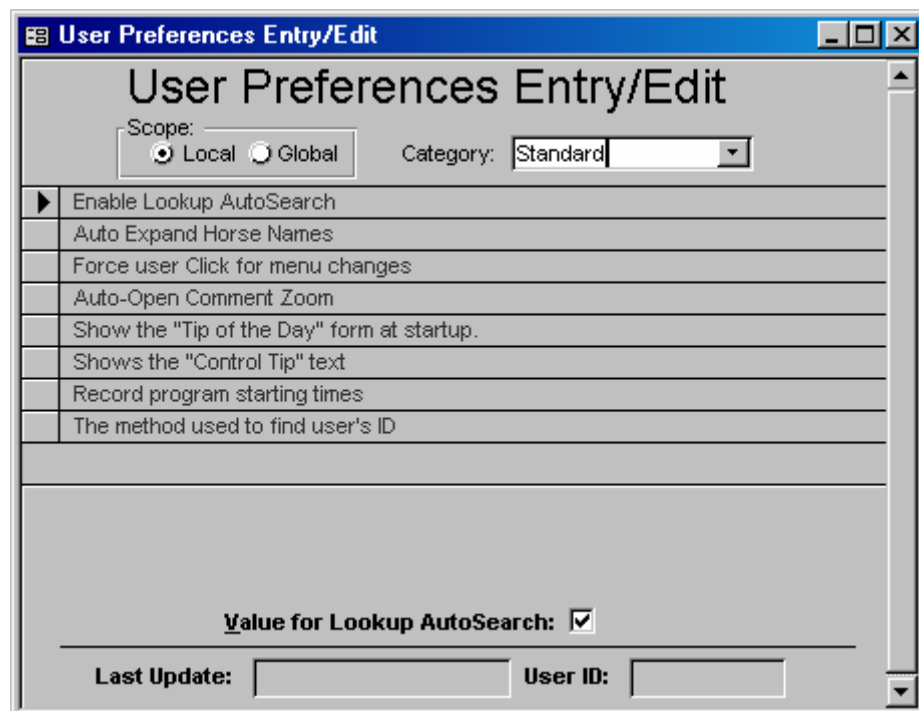 User Preferences Entry/Edit
User Preferences Entry/Edit
Scope:
Local Global Category: Standard
Enable Lookup AutoSearch
Auto Expand Horse Names
Force user Click for menu changes
Auto-Open Comment Zoom
Show the "Tip of the Day" form at startup.
Shows the "Control Tip" text
Record program starting times
The method used to find user's ID
Value for Lookup AutoSearch:
Last Update: User ID: